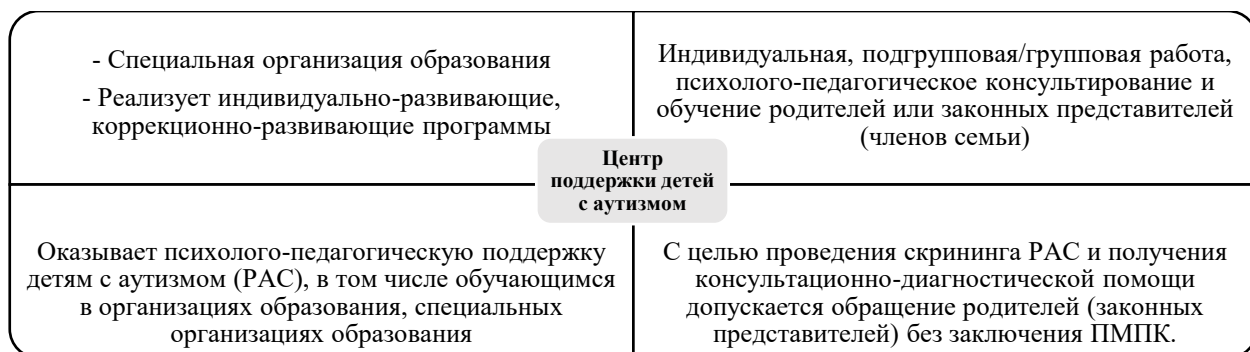 - Специальная организация образования
- Реализует индивидуально-развивающие,
коррекционно-развивающие программы
Индивидуальная, подгрупповая/групповая работа,
психолого-педагогическое консультирование и
обучение родителей или законных представителей
(членов семьи)
Центр
поддержки детей
с аутизмом
Оказывает психолого-педагогическую поддержку
детям с аутизмом (РАС), в том числе обучающимся
в организациях образования, специальных
организациях образования
С целью проведения скрининга РАС и получения
консультационно-диагностической помощи
допускается обращение родителей (законных
представителей) без заключения ПМПК.